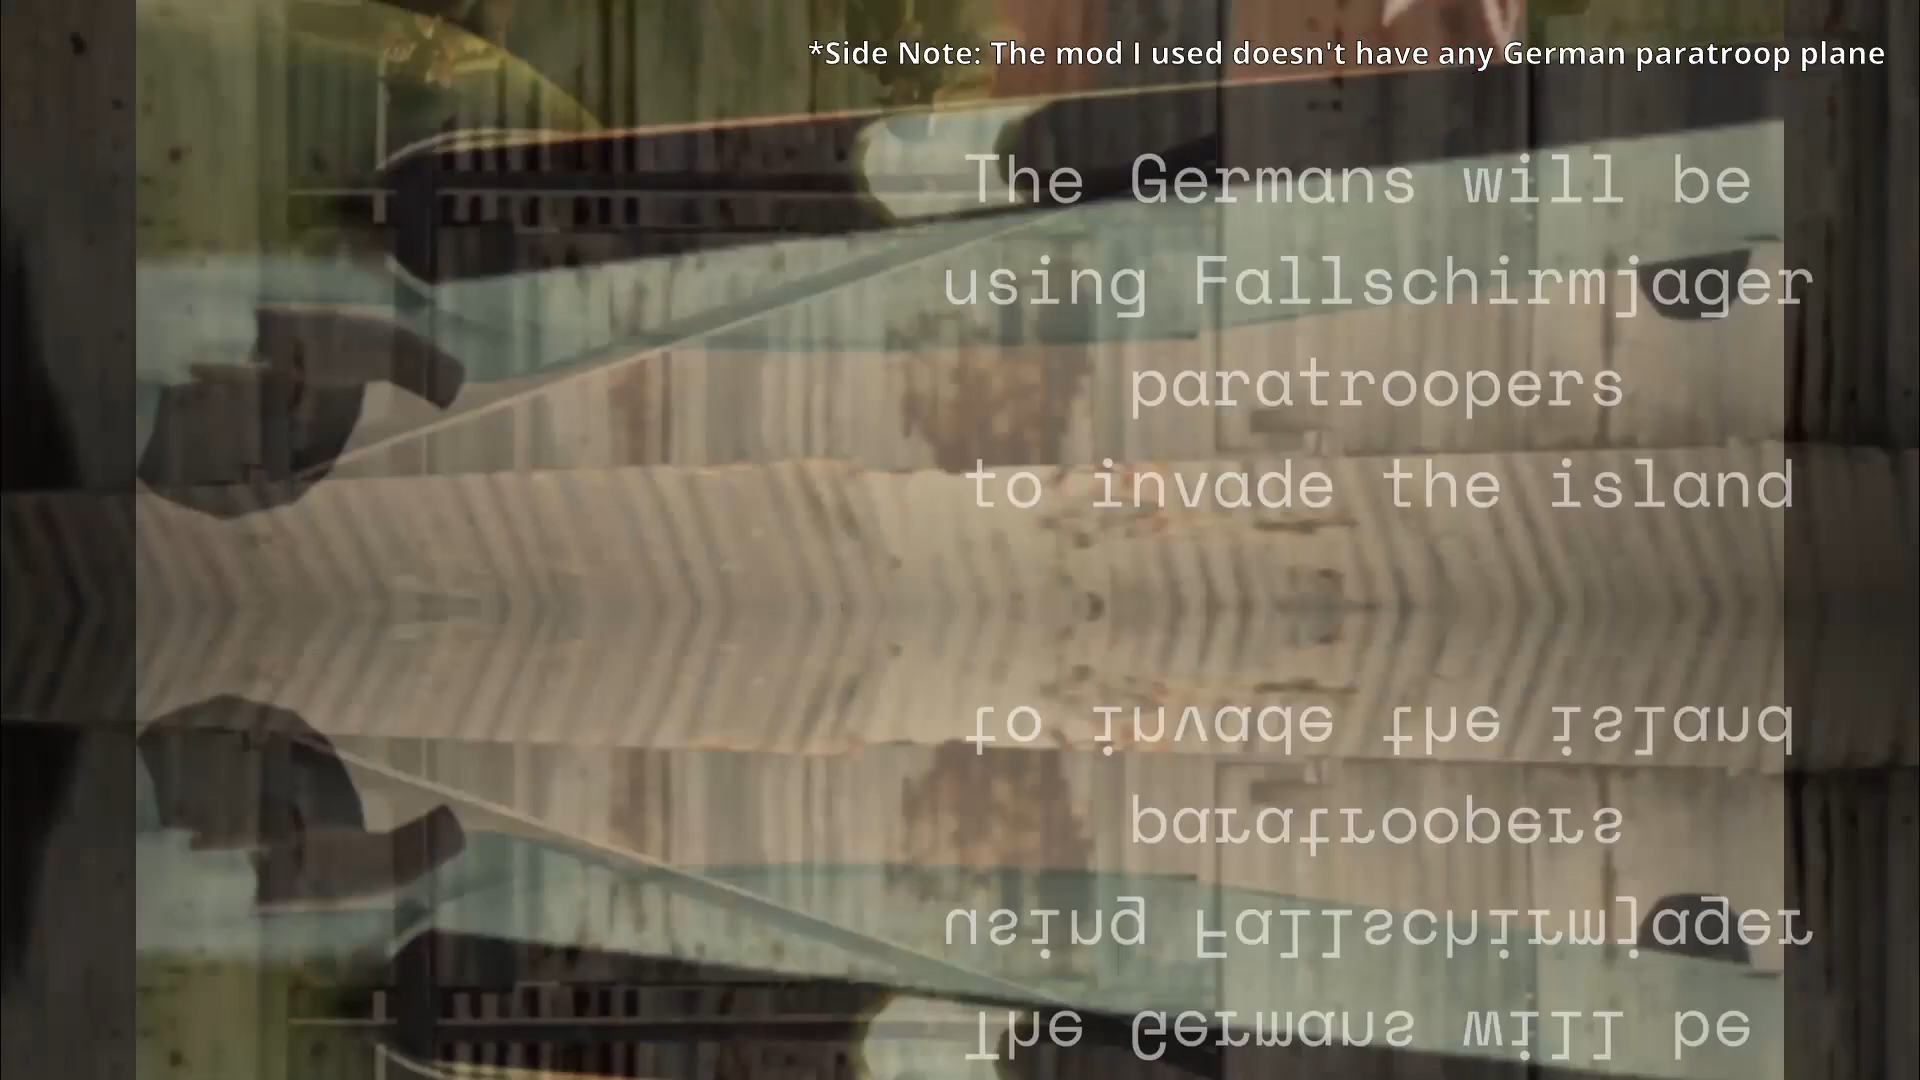 *Side Note: The mod I used doesn't have any German paratroop plane
The Germans will be
using Fallschirmjager
paratroopers
to invade the island
to invade the island
paratroopers
using Fallschirmjager
The Germans will be